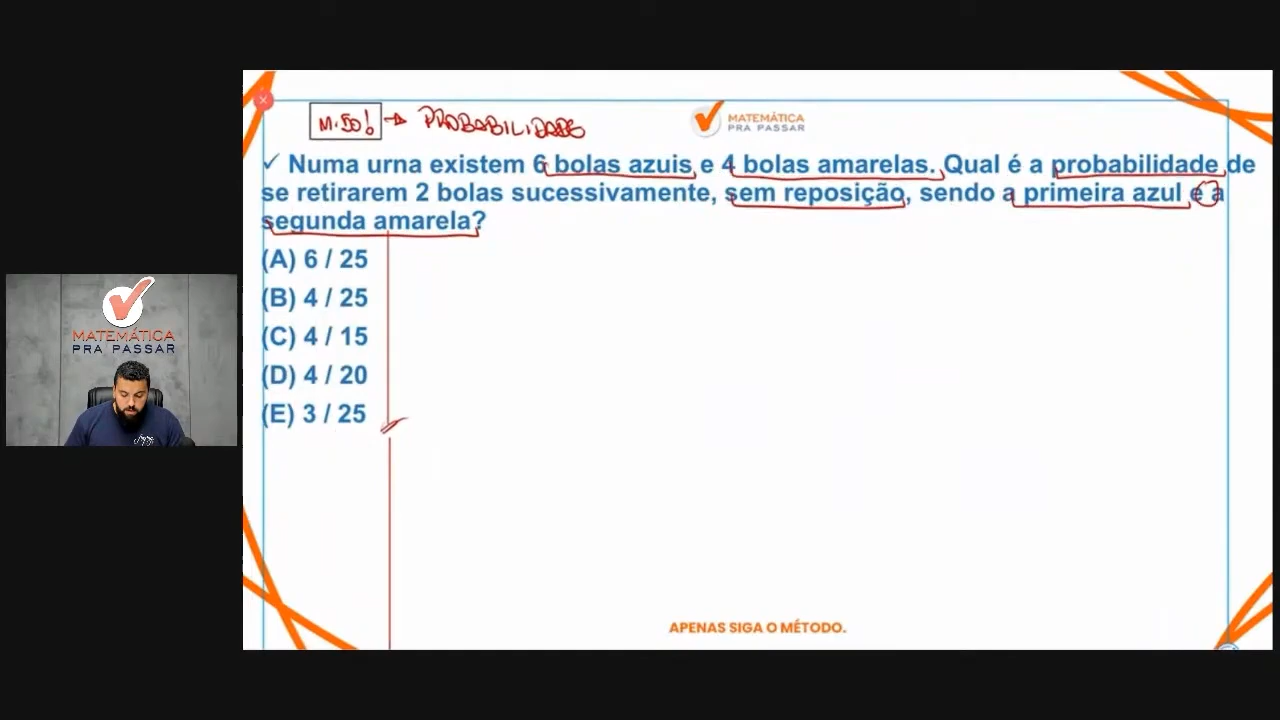 M.50! → PROBABILIDADE
MATEMÁTICA
PRA PASSAR
✓ Numa urna existem 6 bolas azuis e 4 bolas amarelas. Qual é a probabilidade de
se retirarem 2 bolas sucessivamente, sem reposição, sendo a primeira azul e a
segunda amarela?
(A) 6 / 25
(B) 4 / 25
(C) 4 / 15
(D) 4 / 20
(E) 3 / 25
MATEMÁTICA
PRA PASSAR
APENAS SIGA O MÉTODO.